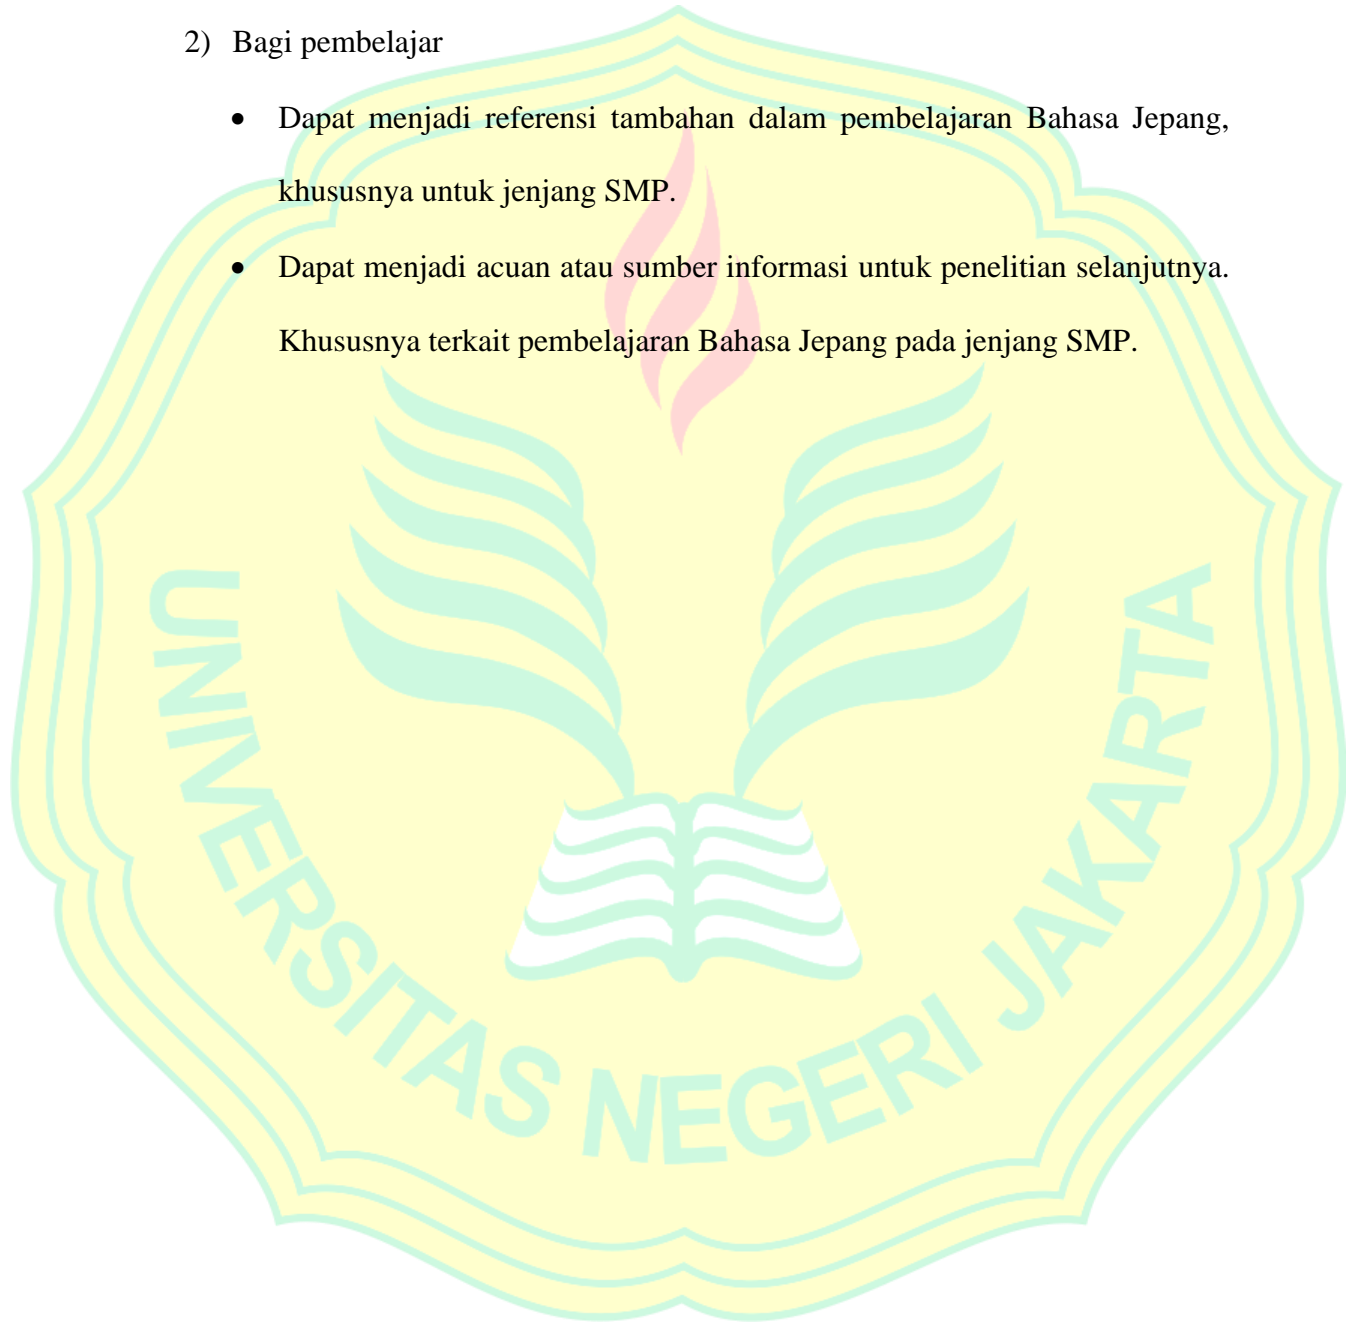 2) Bagi pembelajar
• Dapat menjadi referensi tambahan dalam pembelajaran Bahasa Jepang,
khususnya untuk jenjang SMP.
• Dapat menjadi acuan atau sumber informasi untuk penelitian selanjutnya.
Khususnya terkait pembelajaran Bahasa Jepang pada jenjang SMP.
UNIVERSITAS NEGERI JAKARTA